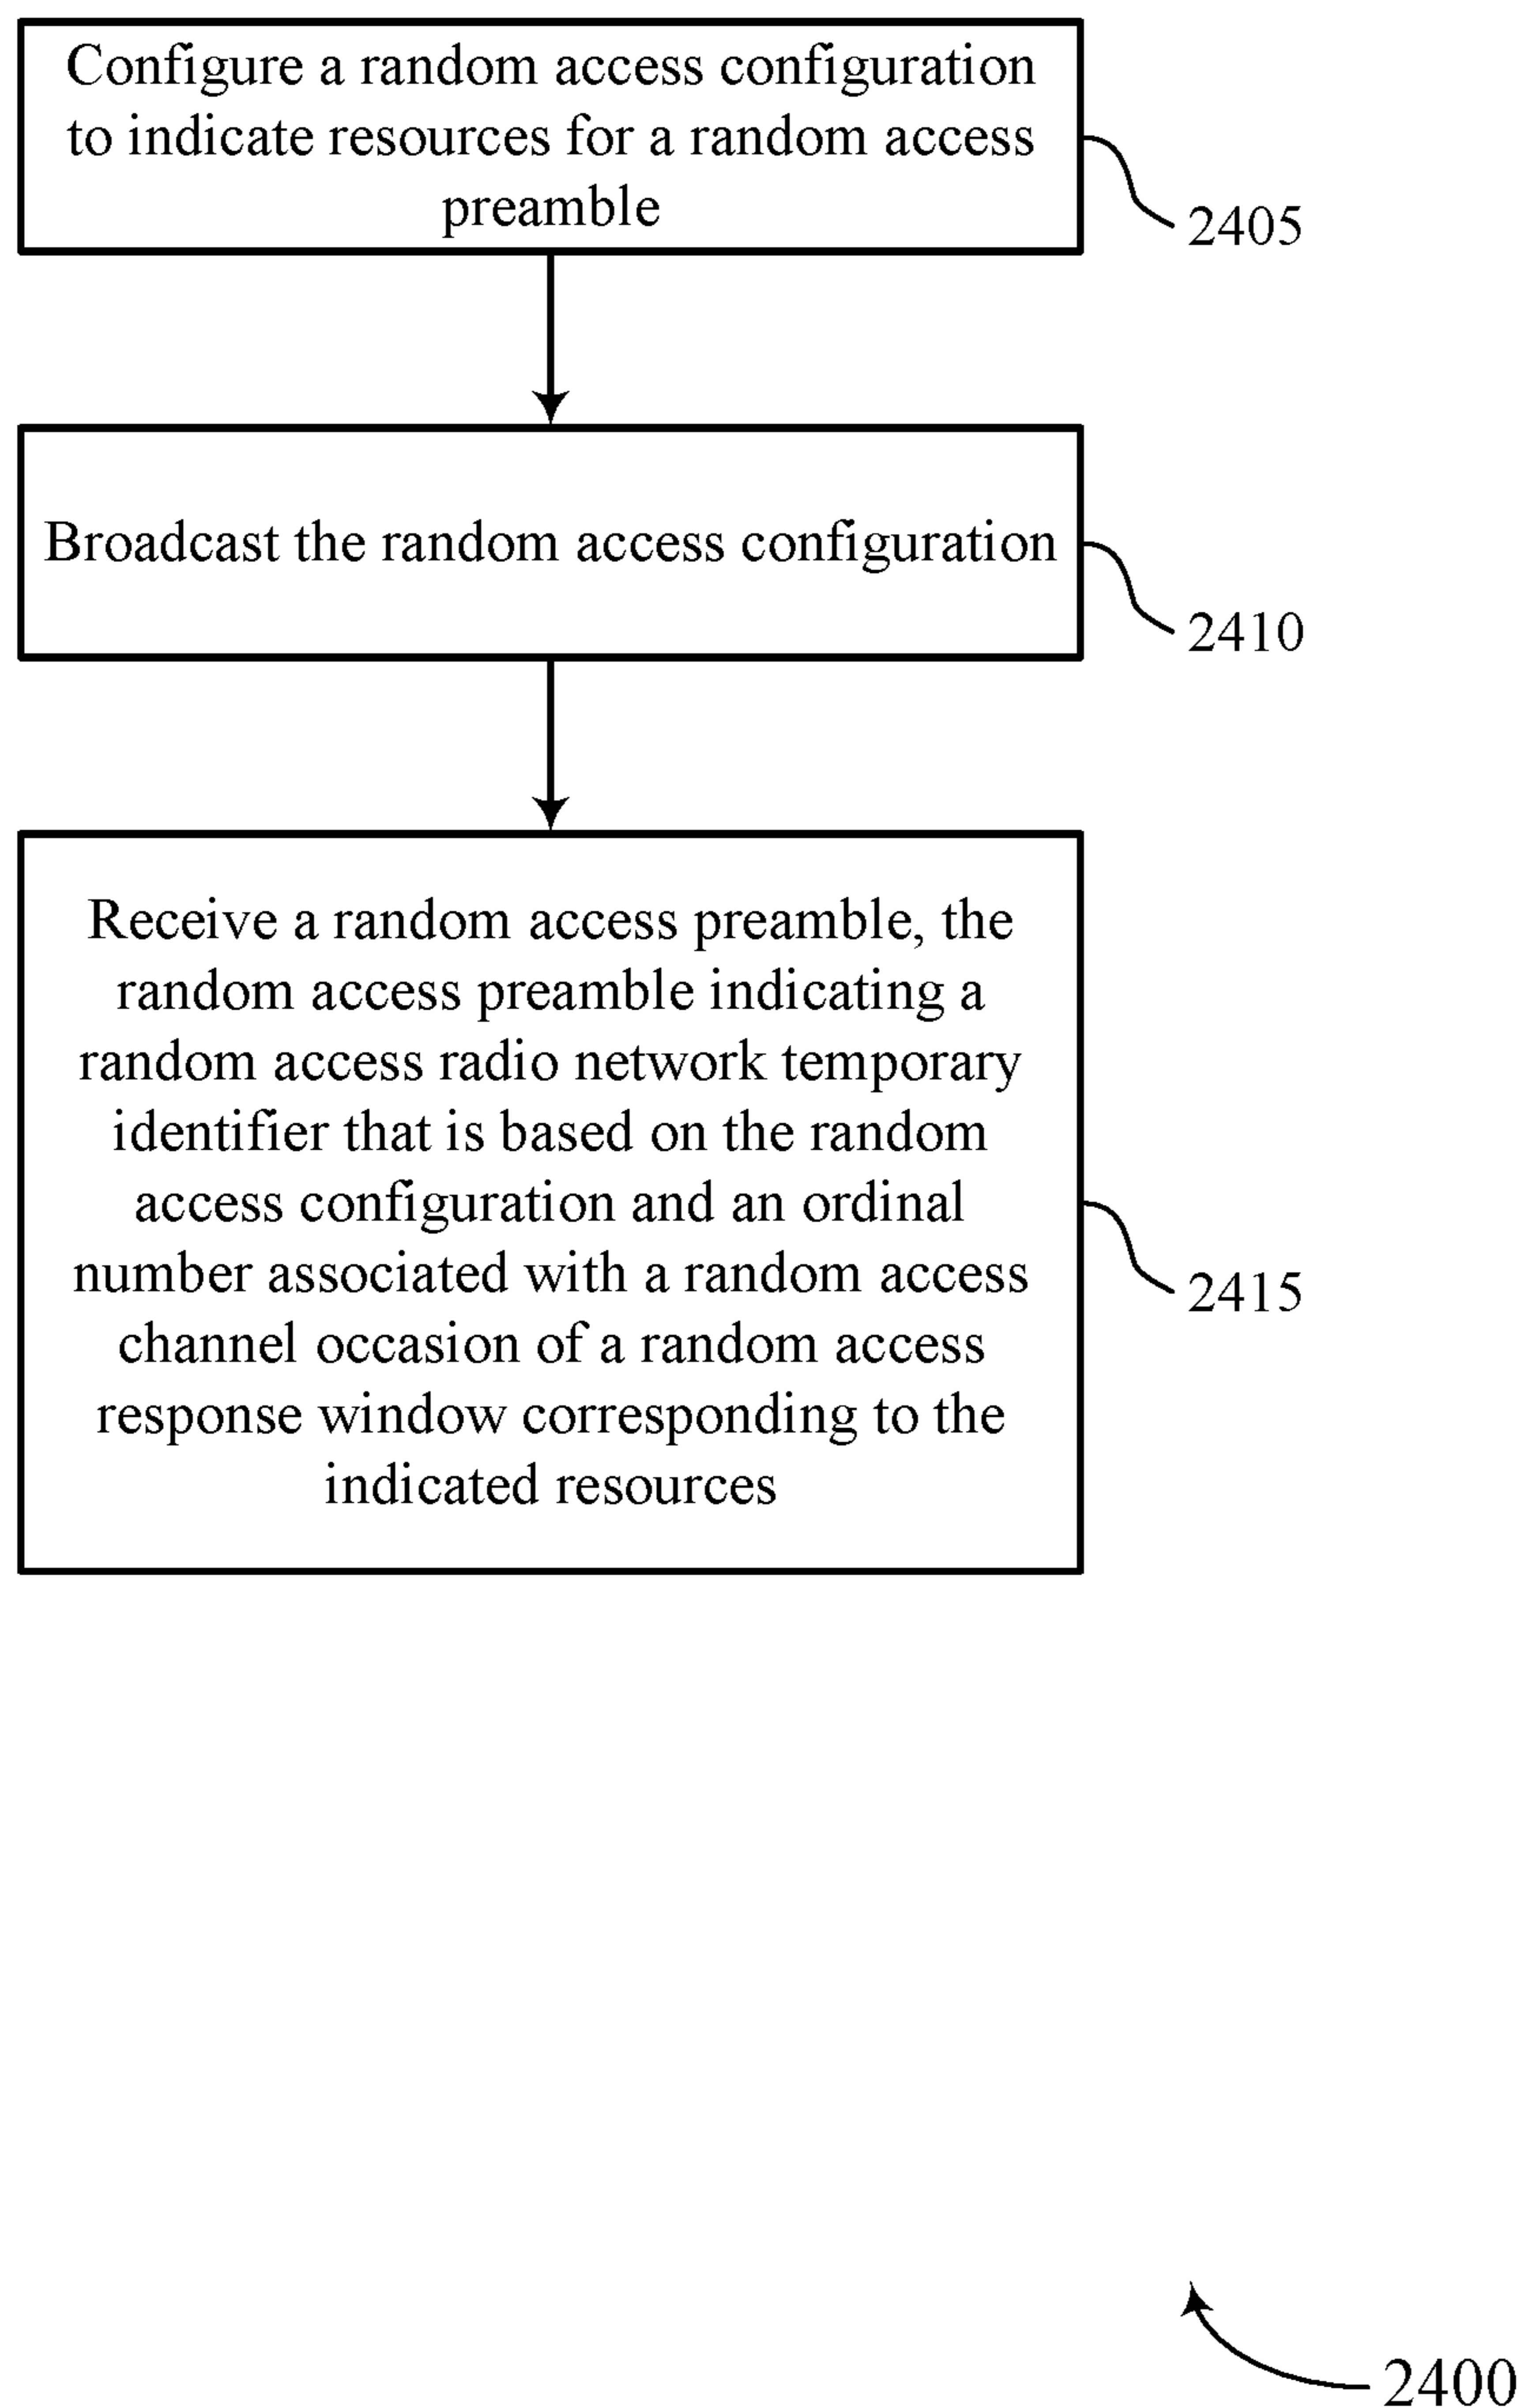 Configure a random access configuration
to indicate resources for a random access
preamble
2405
Broadcast the random access configuration
2410
Receive a random access preamble, the
random access preamble indicating a
random access radio network temporary
identifier that is based on the random
access configuration and an ordinal
number associated with a random access
channel occasion of a random access
response window corresponding to the
indicated resources
2415
2400